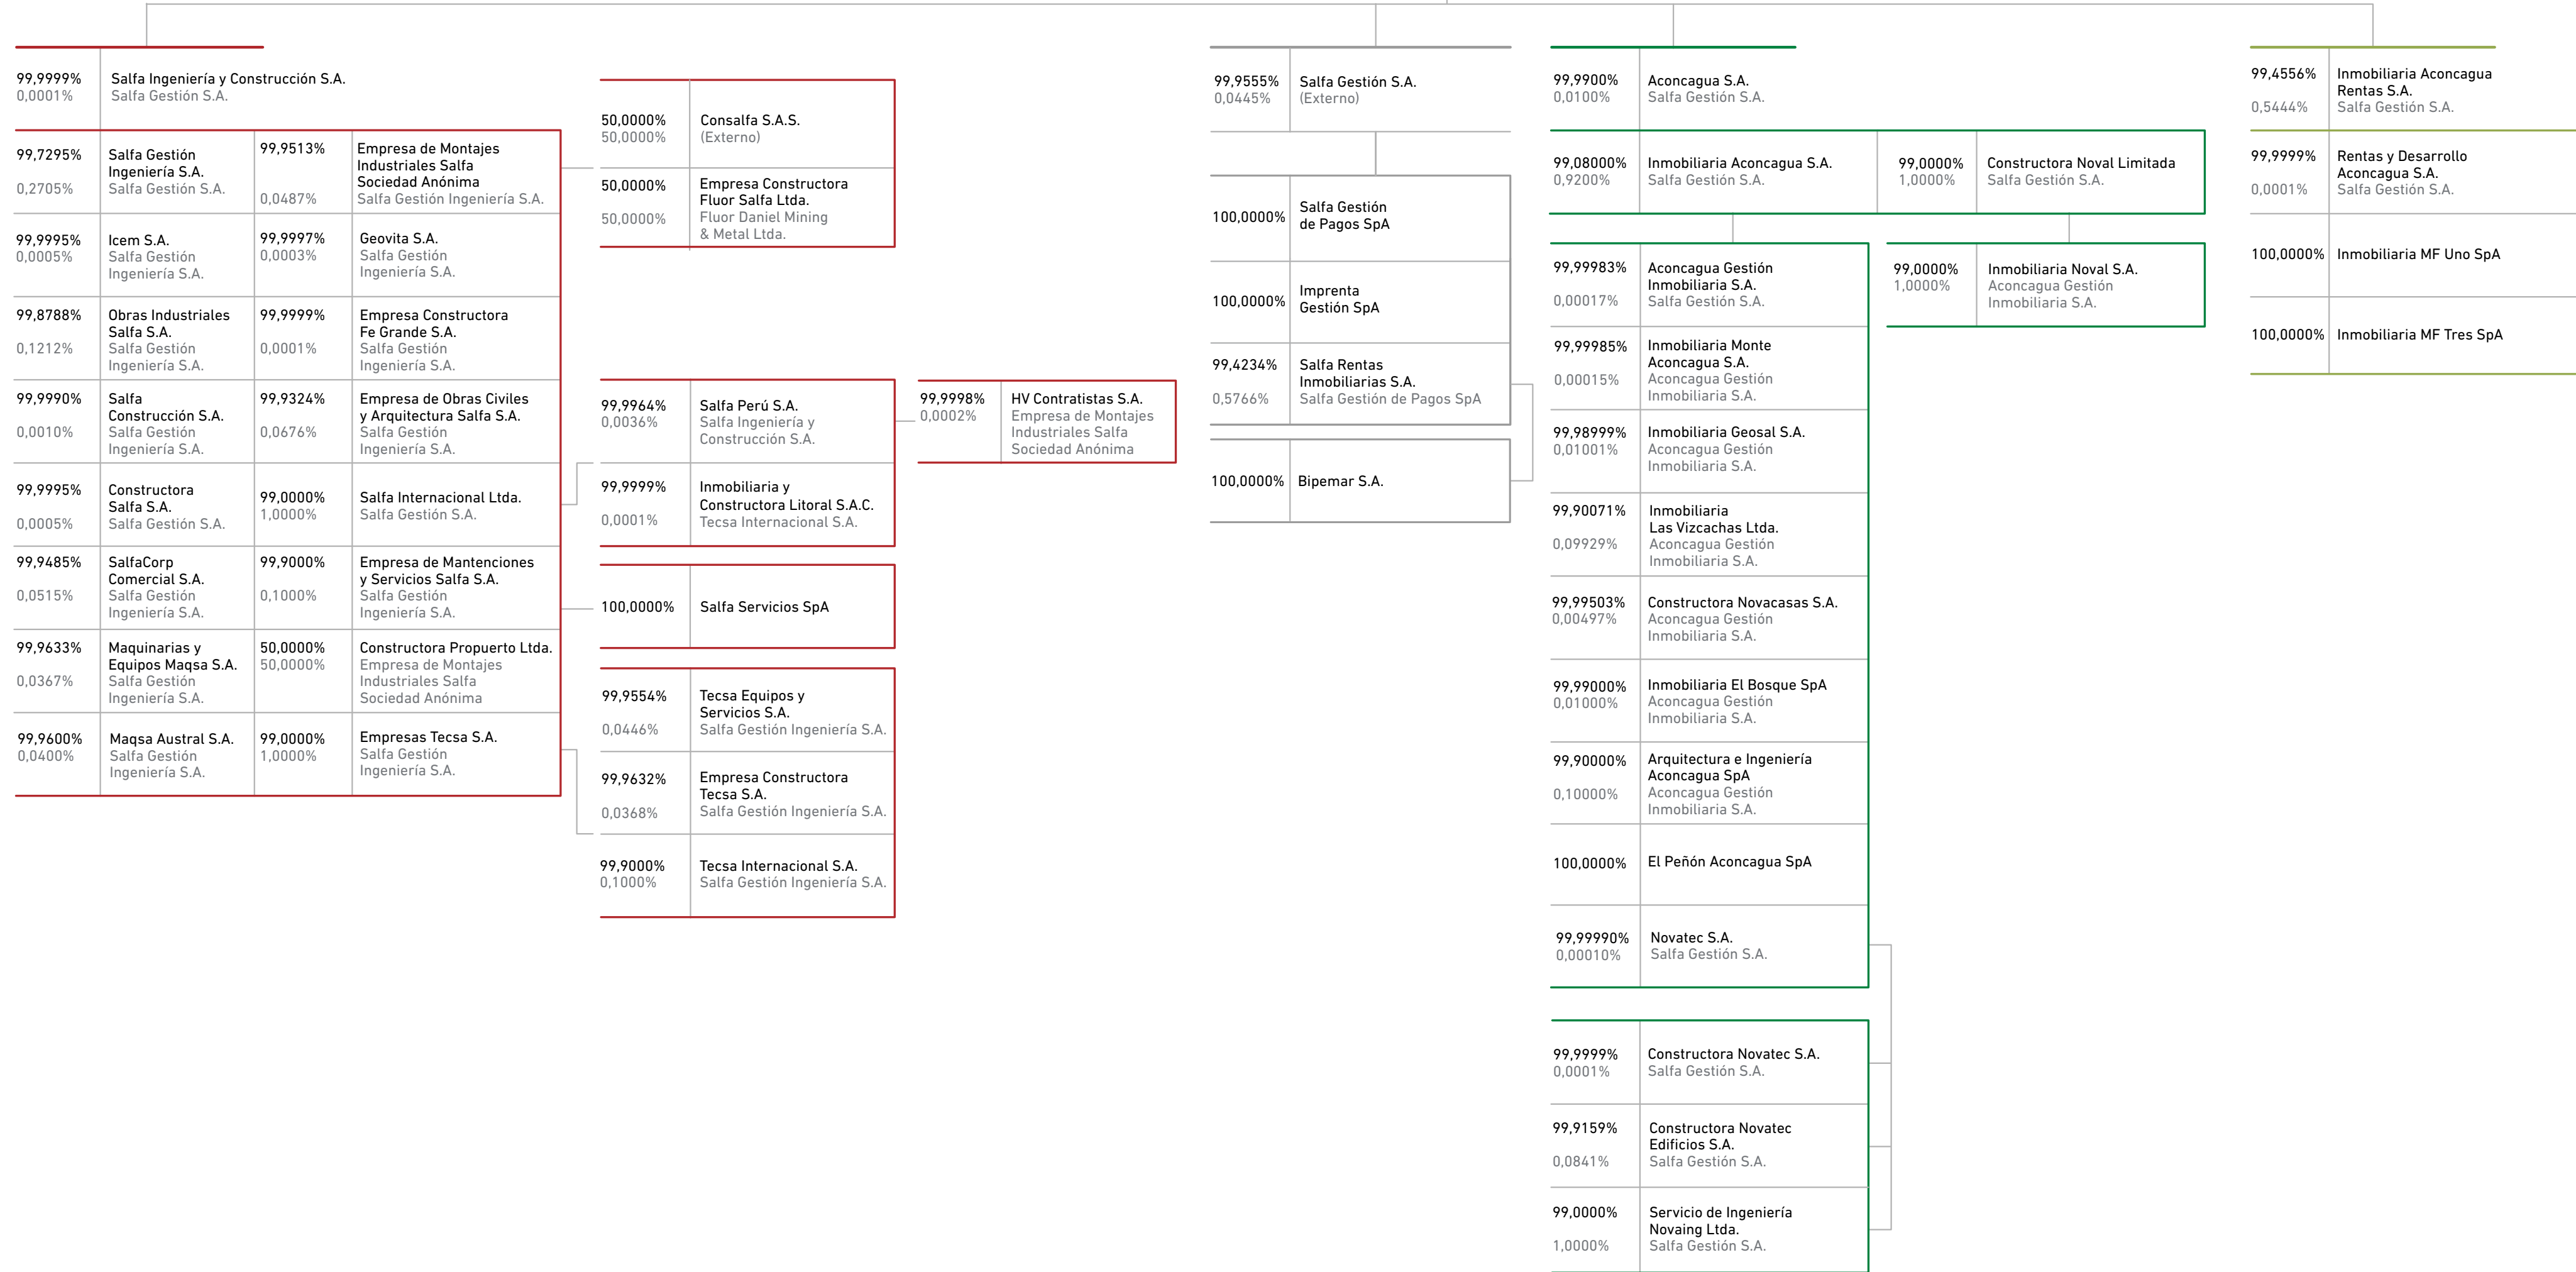 99,9999%
0,0001%
Salfa Ingeniería y Construcción S.A.
Salfa Gestión S.A.
99,7295%
0,2705%
Salfa Gestión
Ingeniería S.A.
Salfa Gestión S.A.
99,9513%
0,0487%
Empresa de Montajes
Industriales Salfa
Sociedad Anónima
Salfa Gestión Ingeniería S.A.
99,9995%
0,0005%
Icem S.A.
Salfa Gestión
Ingeniería S.A.
99,9997%
0,0003%
Geovita S.A.
Salfa Gestión
Ingeniería S.A.
99,8788%
0,1212%
Obras Industriales
Salfa S.A.
Salfa Gestión
Ingeniería S.A.
99,9999%
0,0001%
Empresa Constructora
Fe Grande S.A.
Salfa Gestión
Ingeniería S.A.
99,9990%
0,0010%
Salfa
Construcción S.A.
Salfa Gestión
Ingeniería S.A.
99,9324%
0,0676%
Empresa de Obras Civiles
y Arquitectura Salfa S.A.
Salfa Gestión
Ingeniería S.A.
99,9995%
0,0005%
Constructora
Salfa S.A.
Salfa Gestión S.A.
99,0000%
1,0000%
Salfa Internacional Ltda.
Salfa Gestión S.A.
99,9485%
0,0515%
SalfaCorp
Comercial S.A.
Salfa Gestión
Ingeniería S.A.
99,9000%
0,1000%
Empresa de Mantenciones
y Servicios Salfa S.A.
Salfa Gestión
Ingeniería S.A.
99,9633%
0,0367%
Maquinarias y
Equipos Maqsa S.A.
Salfa Gestión
Ingeniería S.A.
50,0000%
50,0000%
Constructora Propuerto Ltda.
Empresa de Montajes
Industriales Salfa
Sociedad Anónima
99,9600%
0,0400%
Maqsa Austral S.A.
Salfa Gestión
Ingeniería S.A.
99,0000%
1,0000%
Empresas Tecsa S.A.
Salfa Gestión
Ingeniería S.A.
50,0000%
50,0000%
Consalfa S.A.S.
(Externo)
50,0000%
50,0000%
Empresa Constructora
Fluor Salfa Ltda.
Fluor Daniel Mining
& Metal Ltda.
99,9964%
0,0036%
Salfa Perú S.A.
Salfa Ingeniería y
Construcción S.A.
99,9999%
0,0001%
Inmobiliaria y
Constructora Litoral S.A.C.
Tecsa Internacional S.A.
99,9998%
0,0002%
HV Contratistas S.A.
Empresa de Montajes
Industriales Salfa
Sociedad Anónima
100,0000%
Salfa Servicios SpA
99,9554%
0,0446%
Tecsa Equipos y
Servicios S.A.
Salfa Gestión Ingeniería S.A.
99,9632%
0,0368%
Empresa Constructora
Tecsa S.A.
Salfa Gestión Ingeniería S.A.
99,9000%
0,1000%
Tecsa Internacional S.A.
Salfa Gestión Ingeniería S.A.
99,9555%
0,0445%
Salfa Gestión S.A.
(Externo)
100,0000%
Salfa Gestión
de Pagos SpA
100,0000%
Imprenta
Gestión SpA
99,4234%
0,5766%
Salfa Rentas
Inmobiliarias S.A.
Salfa Gestión de Pagos SpA
100,0000%
Bipemar S.A.
99,9900%
0,0100%
Aconcagua S.A.
Salfa Gestión S.A.
99,08000%
0,9200%
Inmobiliaria Aconcagua S.A.
Salfa Gestión S.A.
99,0000%
1,0000%
Constructora Noval Limitada
Salfa Gestión S.A.
99,99983%
0,00017%
Aconcagua Gestión
Inmobiliaria S.A.
Salfa Gestión S.A.
99,0000%
1,0000%
Inmobiliaria Noval S.A.
Aconcagua Gestión
Inmobiliaria S.A.
99,99985%
0,00015%
Inmobiliaria Monte
Aconcagua S.A.
Aconcagua Gestión
Inmobiliaria S.A.
99,98999%
0,01001%
Inmobiliaria Geosal S.A.
Aconcagua Gestión
Inmobiliaria S.A.
99,90071%
0,09929%
Inmobiliaria
Las Vizcachas Ltda.
Aconcagua Gestión
Inmobiliaria S.A.
99,99503%
0,00497%
Constructora Novacasas S.A.
Aconcagua Gestión
Inmobiliaria S.A.
99,99000%
0,01000%
Inmobiliaria El Bosque SpA
Aconcagua Gestión
Inmobiliaria S.A.
99,90000%
0,10000%
Arquitectura e Ingeniería
Aconcagua SpA
Aconcagua Gestión
Inmobiliaria S.A.
100,0000%
El Peñón Aconcagua SpA
99,99990%
0,00010%
Novatec S.A.
Salfa Gestión S.A.
99,9999%
0,0001%
Constructora Novatec S.A.
Salfa Gestión S.A.
99,9159%
0,0841%
Constructora Novatec
Edificios S.A.
Salfa Gestión S.A.
99,0000%
1,0000%
Servicio de Ingeniería
Novaing Ltda.
Salfa Gestión S.A.
99,4556%
0,5444%
Inmobiliaria Aconcagua
Rentas S.A.
Salfa Gestión S.A.
99,9999%
0,0001%
Rentas y Desarrollo
Aconcagua S.A.
Salfa Gestión S.A.
100,0000%
Inmobiliaria MF Uno SpA
100,0000%
Inmobiliaria MF Tres SpA